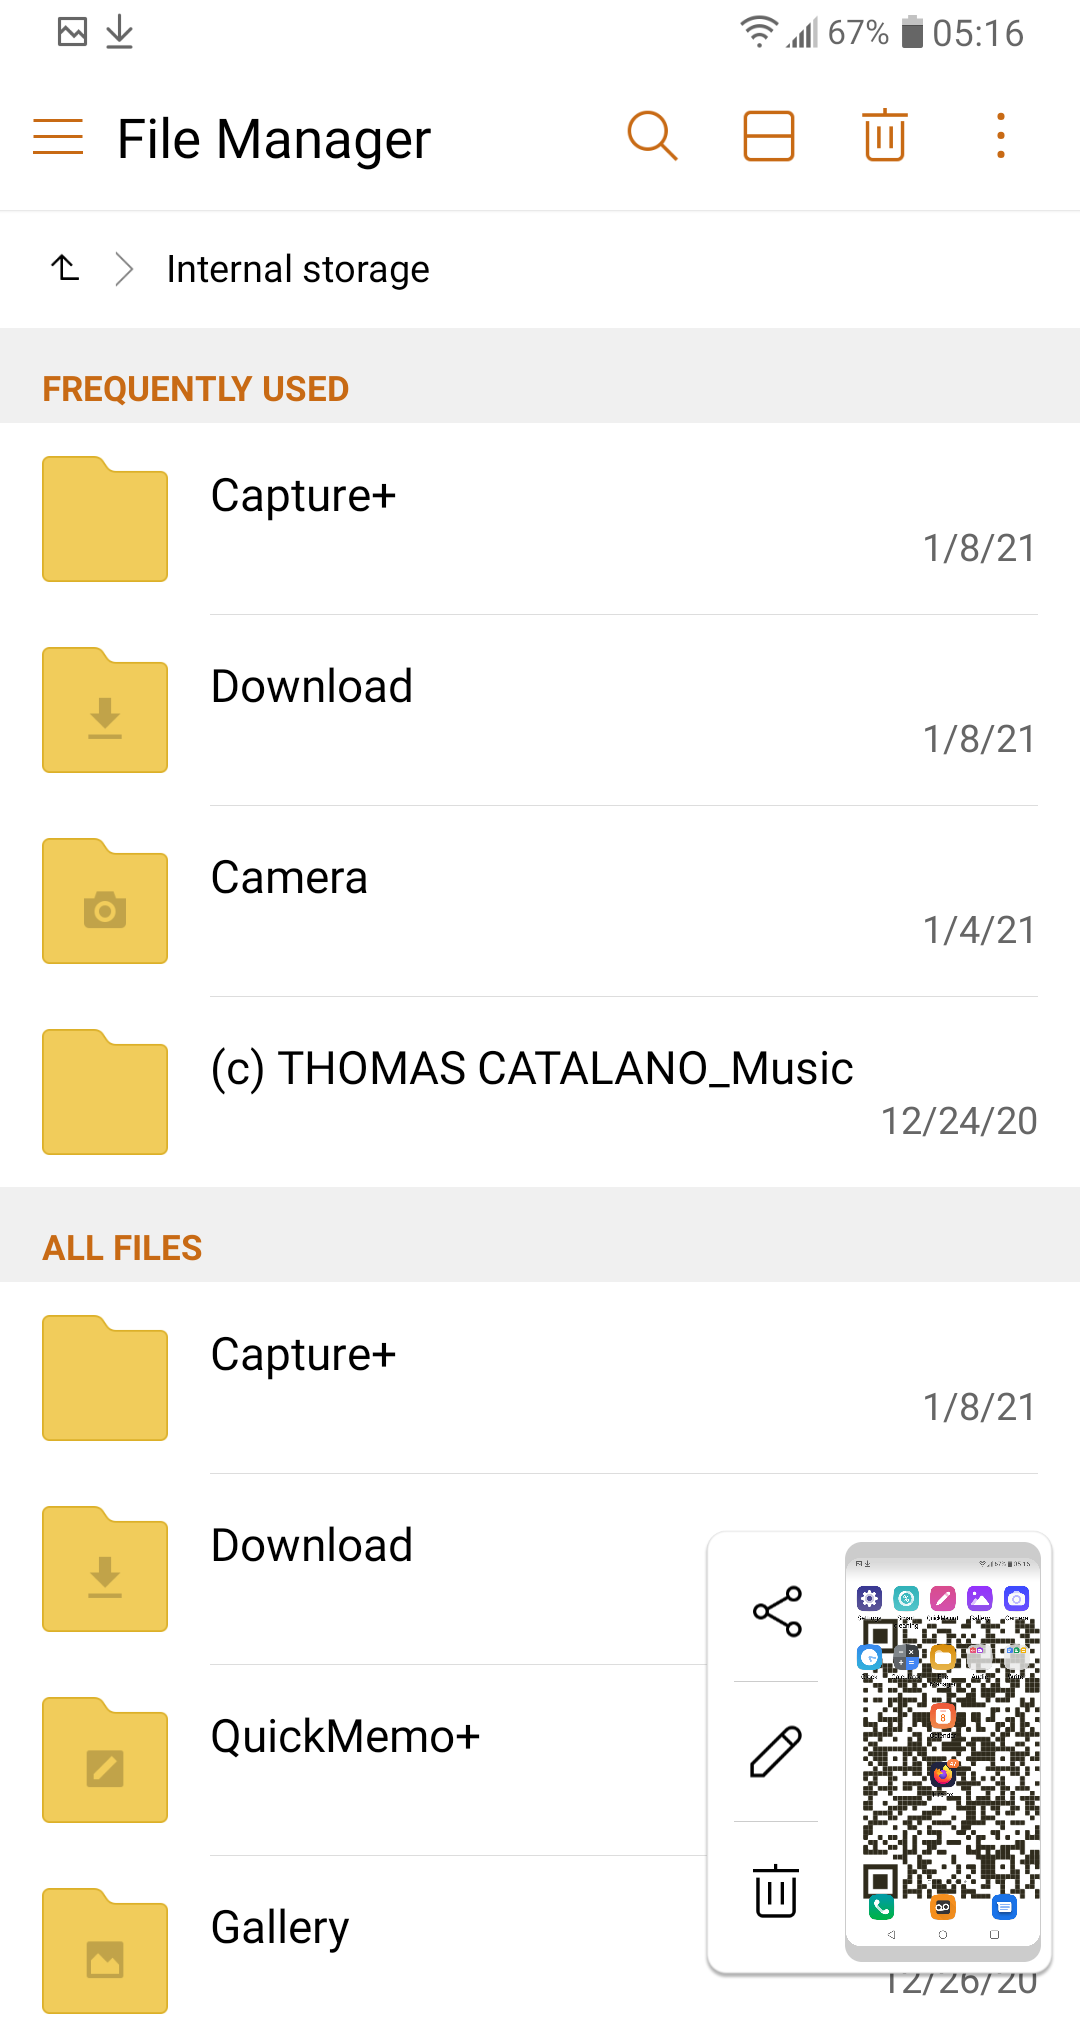 67% 05:16
File Manager
Internal storage
FREQUENTLY USED
Capture+
1/8/21
Download
1/8/21
Camera
1/4/21
(c) THOMAS CATALANO_Music
12/24/20
ALL FILES
Capture+
1/8/21
Download
QuickMemo+
Gallery
12/26/20